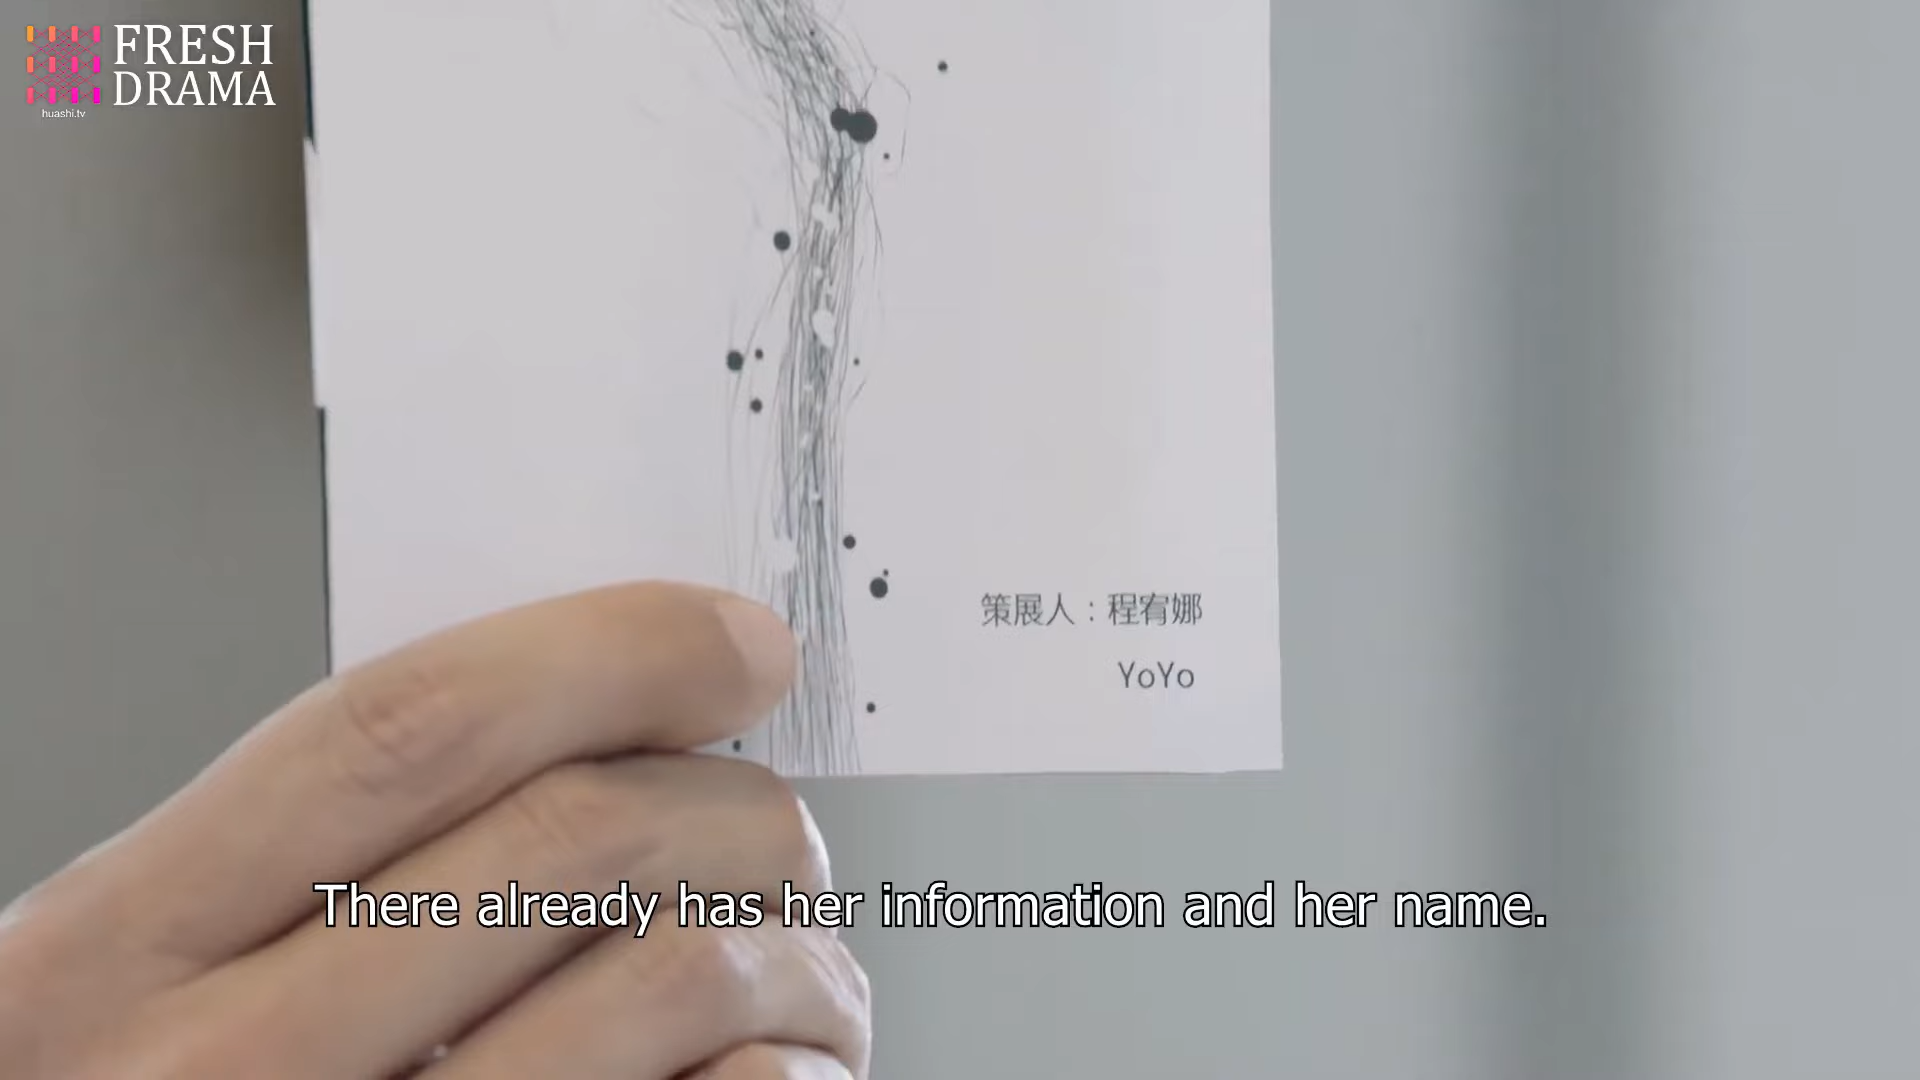 FRESH
DRAMA
huashi.tv
策展人：程宥娜
YoYo
There already has her information and her name.